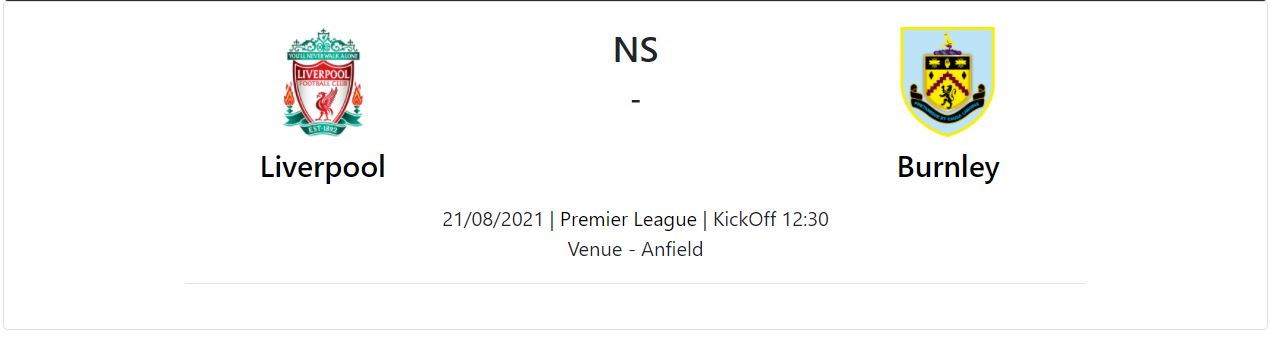 NS
-
YOU'LL NEVER WALK ALONE
LIVERPOOL
FOOTBALL CLUB
EST·1892
Liverpool
Burnley
21/08/2021 | Premier League | KickOff 12:30
Venue - Anfield